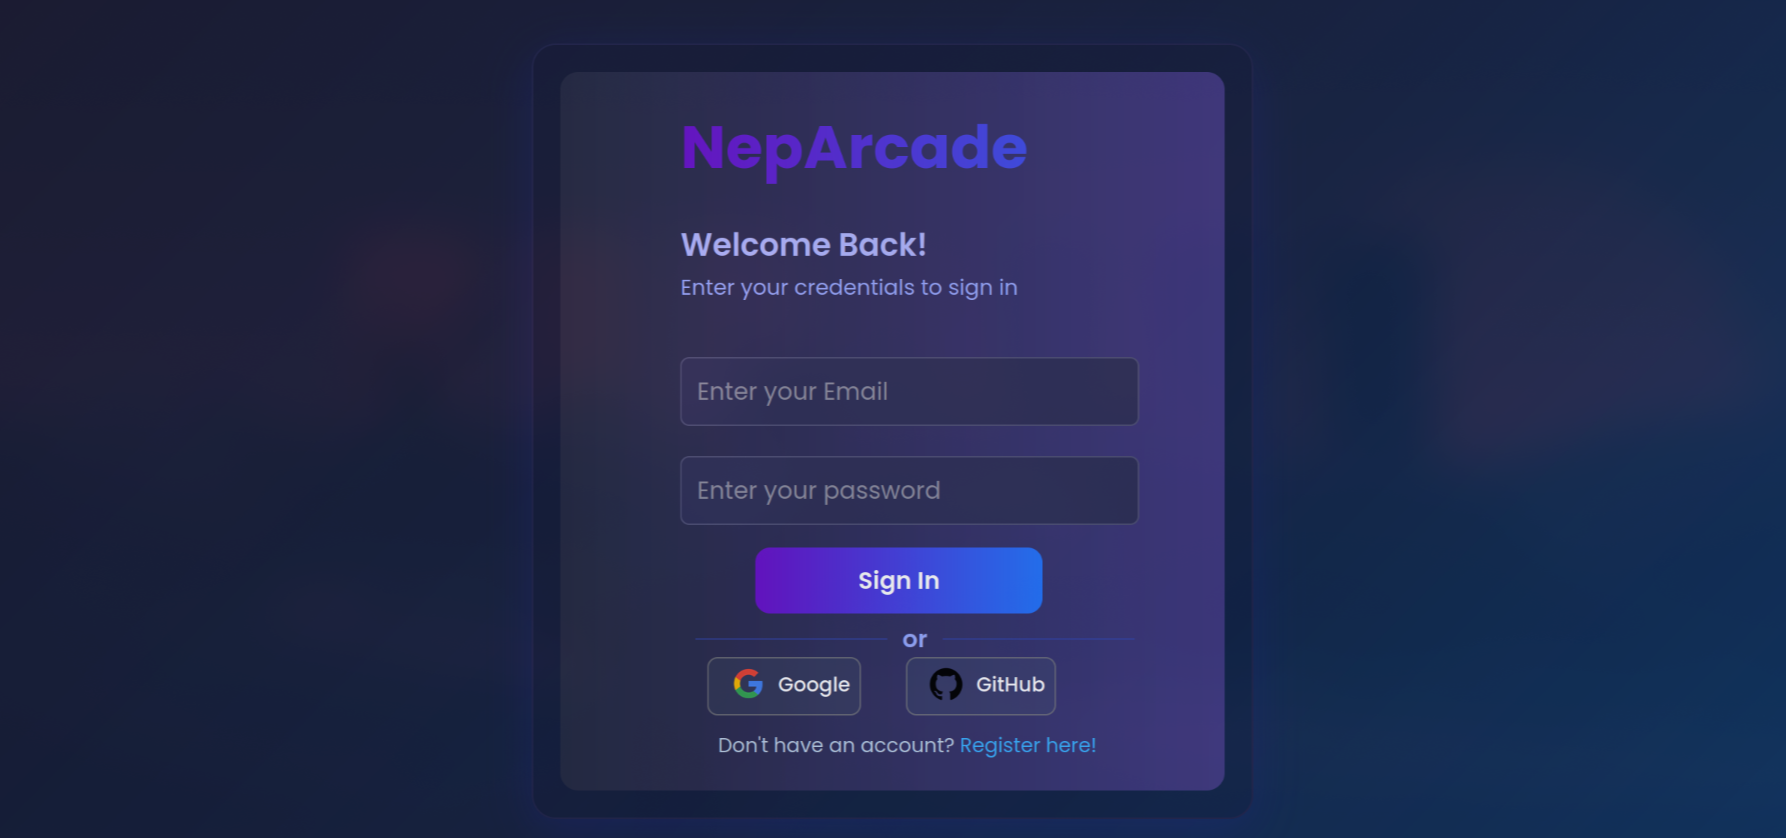 NepArcade
Welcome Back!
Enter your credentials to sign in
Enter your Email
Enter your password
Sign In
or
Google GitHub
Don't have an account? Register here!